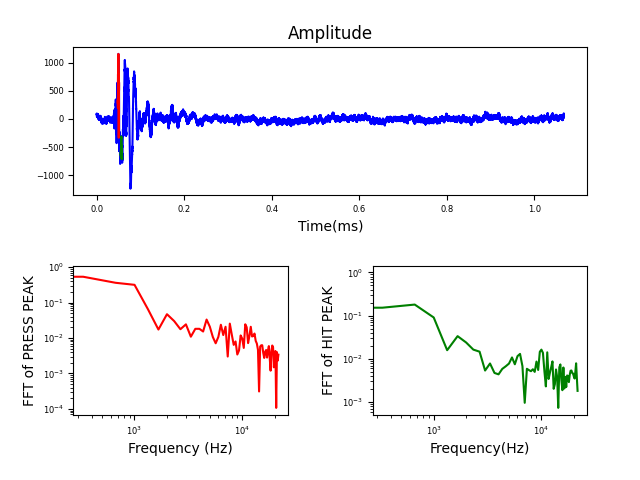 Amplitude
1000
500
0
−500
−1000
0.0 0.2 0.4 0.6 0.8 1.0
Time(ms)
FFT of PRESS PEAK
10⁰
10⁻¹
10⁻²
10⁻³
10⁻⁴
10³ 10⁴
Frequency (Hz)
FFT of HIT PEAK
10⁰
10⁻¹
10⁻²
10⁻³
10³ 10⁴
Frequency(Hz)